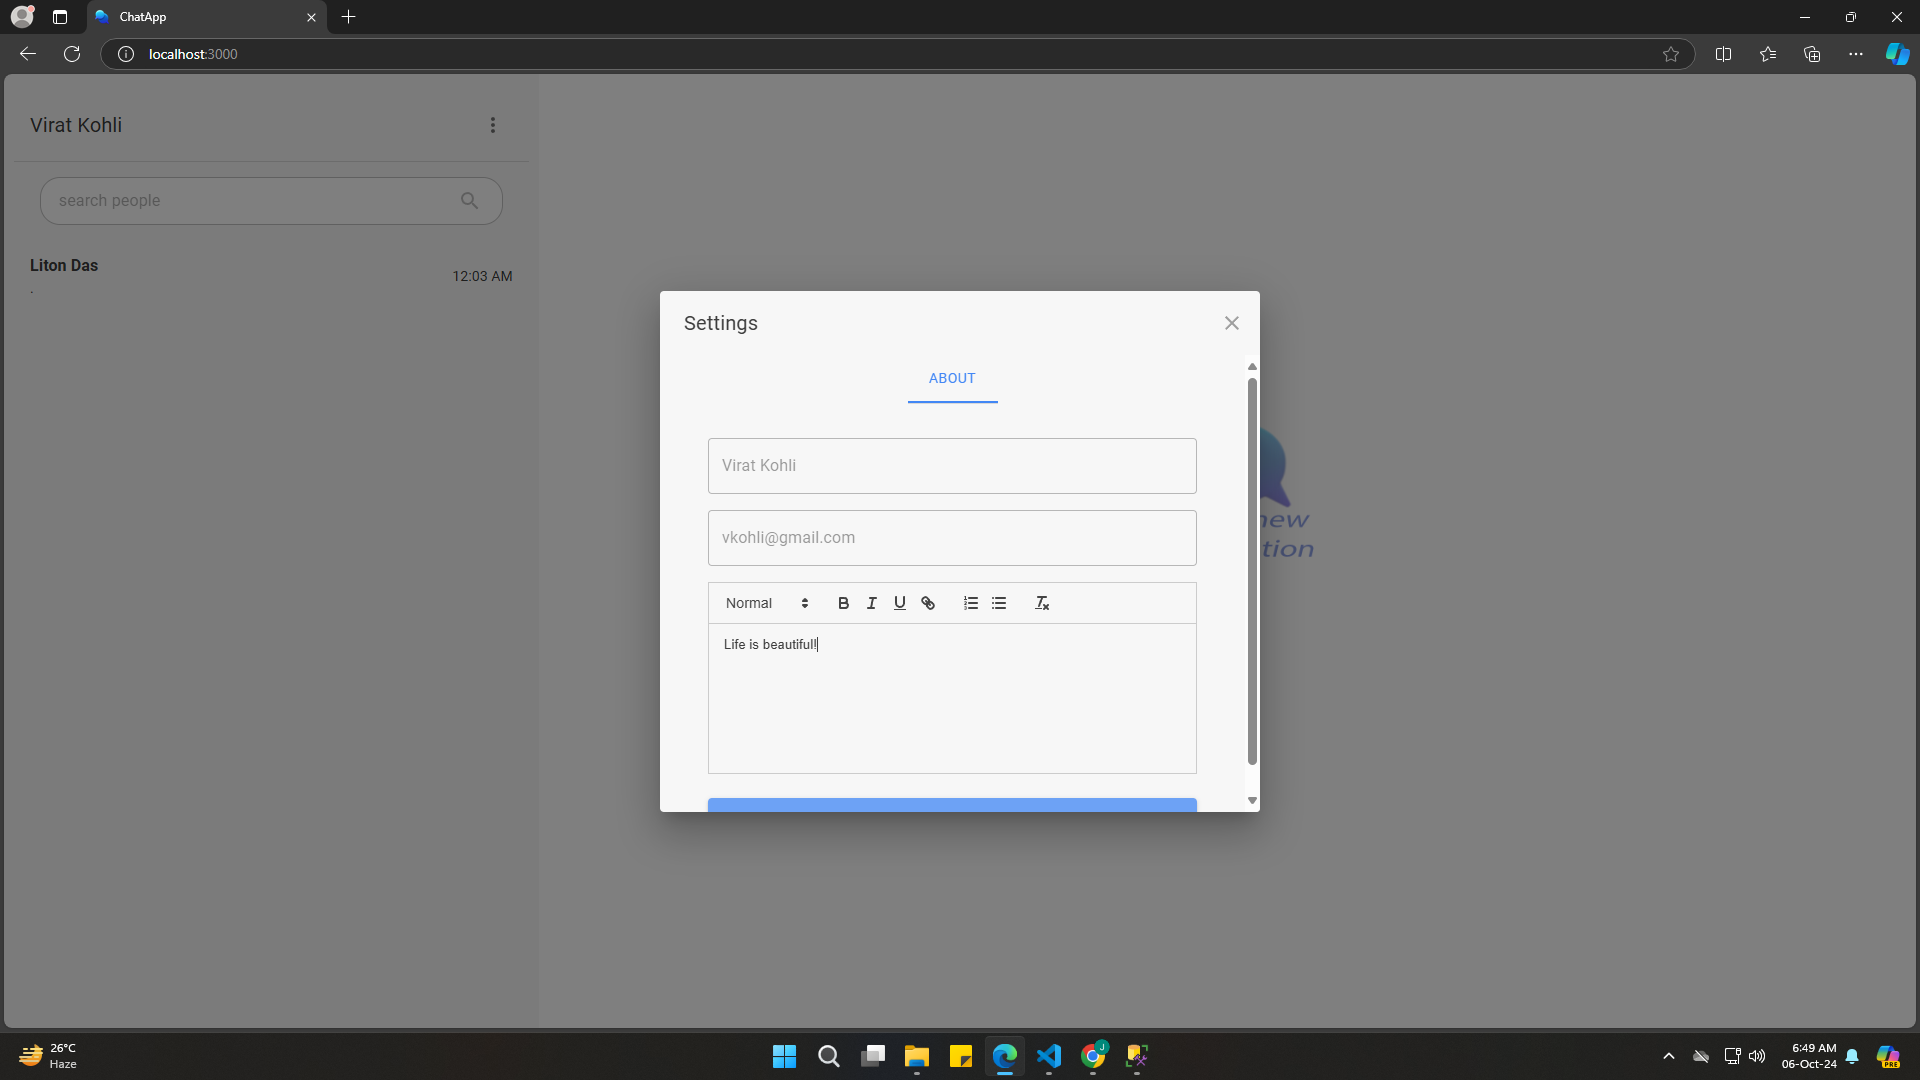 ChatApp
localhost:3000
Virat Kohli
search people
Liton Das
12:03 AM
.
Settings
ABOUT
Virat Kohli
vkohli@gmail.com
Normal
Life is beautiful!
new
tion
26°C
Haze
J
6:49 AM
06-Oct-24
PRE